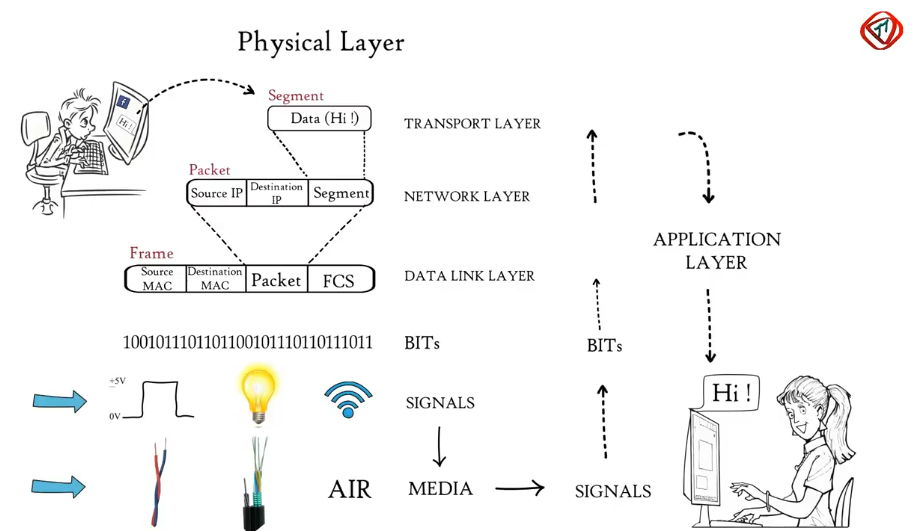 Physical Layer
Segment
Data (Hi !)
TRANSPORT LAYER
f
Hi!
Packet
Source IP
Destination
IP
Segment
NETWORK LAYER
APPLICATION
LAYER
Frame
Source
MAC
Destination
MAC
Packet
FCS
DATA LINK LAYER
1001011101101100101110110111011
BITs
BITs
+5V
0V
SIGNALS
Hi !
AIR
MEDIA
SIGNALS